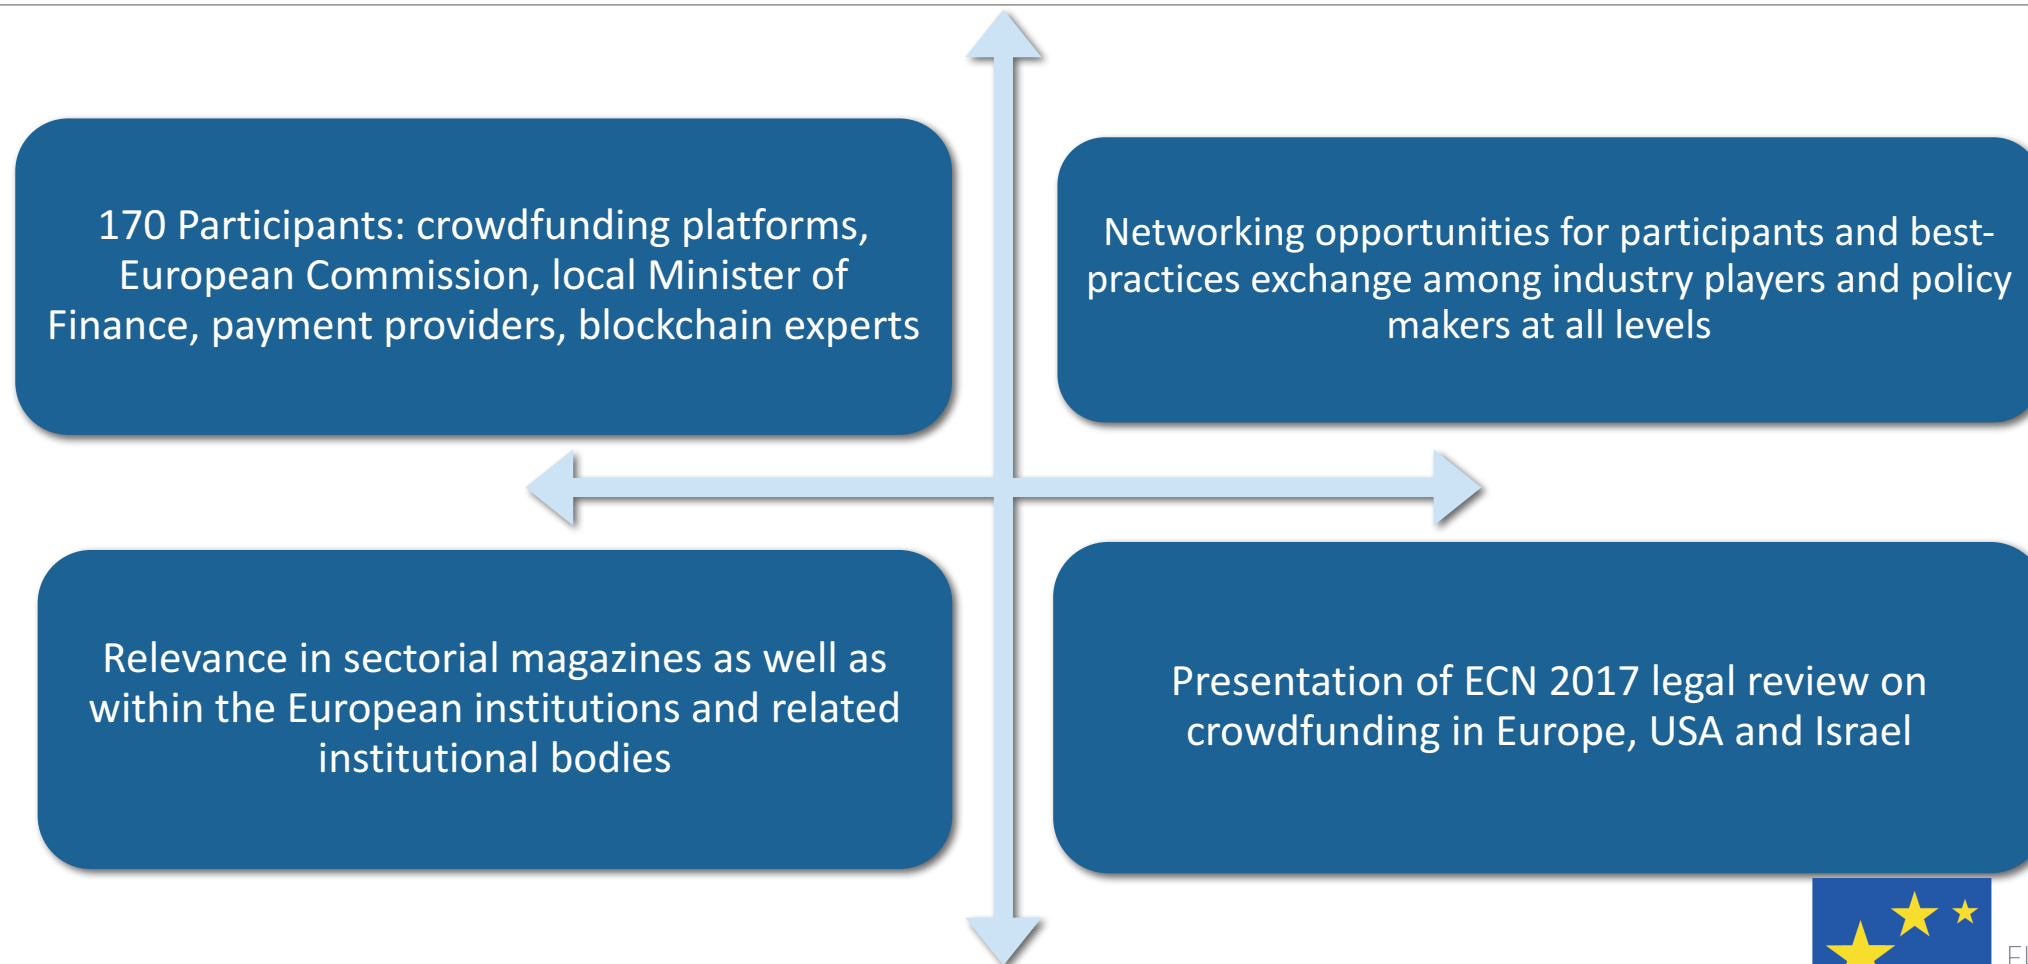 170 Participants: crowdfunding platforms,
European Commission, local Minister of
Finance, payment providers, blockchain experts
Networking opportunities for participants and best-
practices exchange among industry players and policy
makers at all levels
Relevance in sectorial magazines as well as
within the European institutions and related
institutional bodies
Presentation of ECN 2017 legal review on
crowdfunding in Europe, USA and Israel